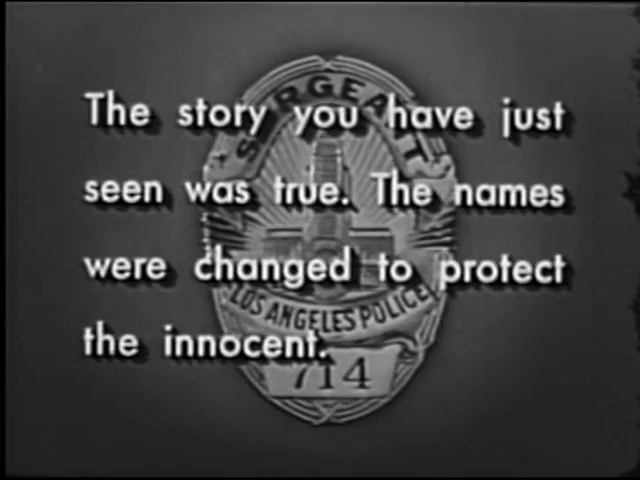 The story you have just
seen was true. The names
were changed to protect
the innocent.
SERGEANT
LOS ANGELES POLICE
714